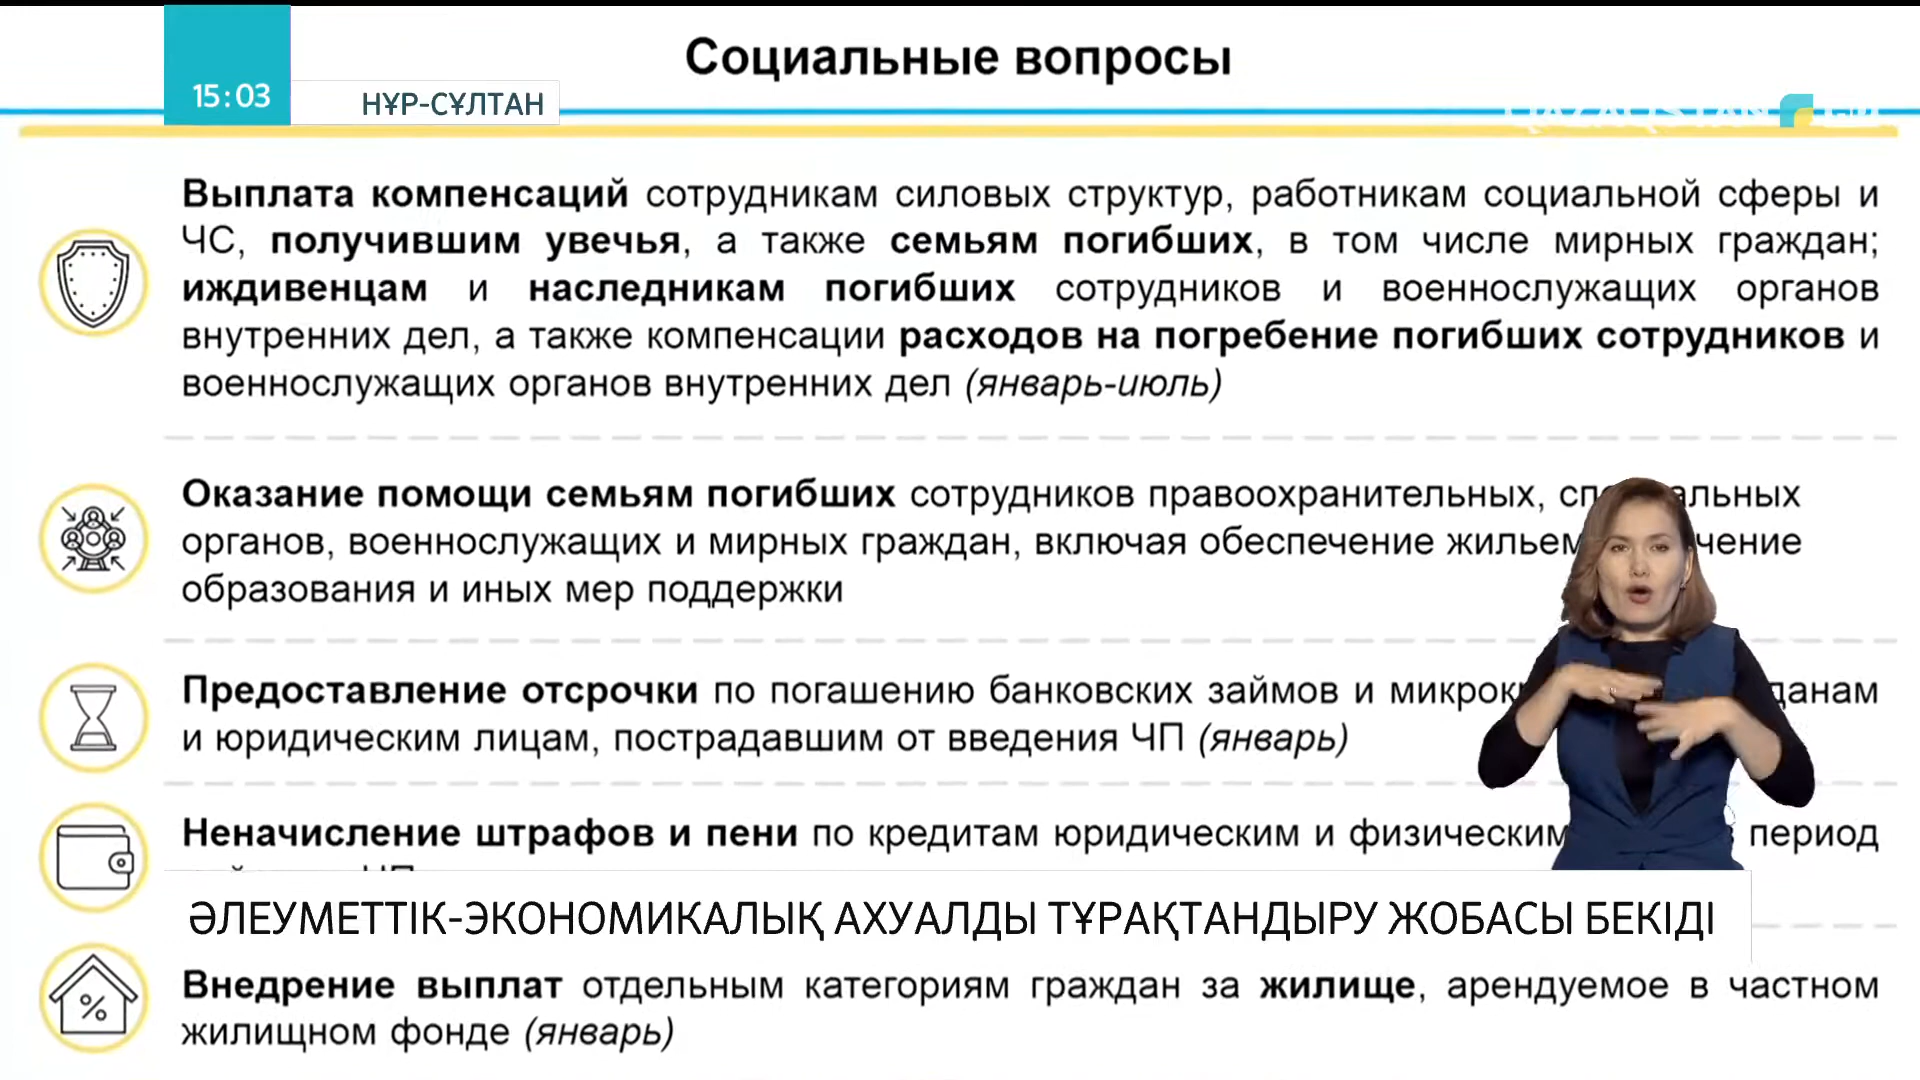 Социальные вопросы
15:03
НҰР-СҰЛТАН
QAZAQSTAN
Выплата компенсаций сотрудникам силовых структур, работникам социальной сферы и
ЧС, получившим увечья, а также семьям погибших, в том числе мирных граждан;
иждивенцам и наследникам погибших сотрудников и военнослужащих органов
внутренних дел, а также компенсации расходов на погребение погибших сотрудников и
военнослужащих органов внутренних дел (январь-июль)
Оказание помощи семьям погибших сотрудников правоохранительных,
органов, военнослужащих и мирных граждан, включая обеспечение жильем
образования и иных мер поддержки
Предоставление отсрочки по погашению банковских займов и
и юридическим лицам, пострадавшим от введения ЧП (январь)
Неначисление штрафов и пени по кредитам юридическим и физическим период
ӘЛЕУМЕТТІК-ЭКОНОМИКАЛЫҚ АХУАЛДЫ ТҰРАҚТАНДЫРУ ЖОБАСЫ БЕКІДІ
Внедрение выплат отдельным категориям граждан за жилище, арендуемое в частном
жилищном фонде (январь)
%